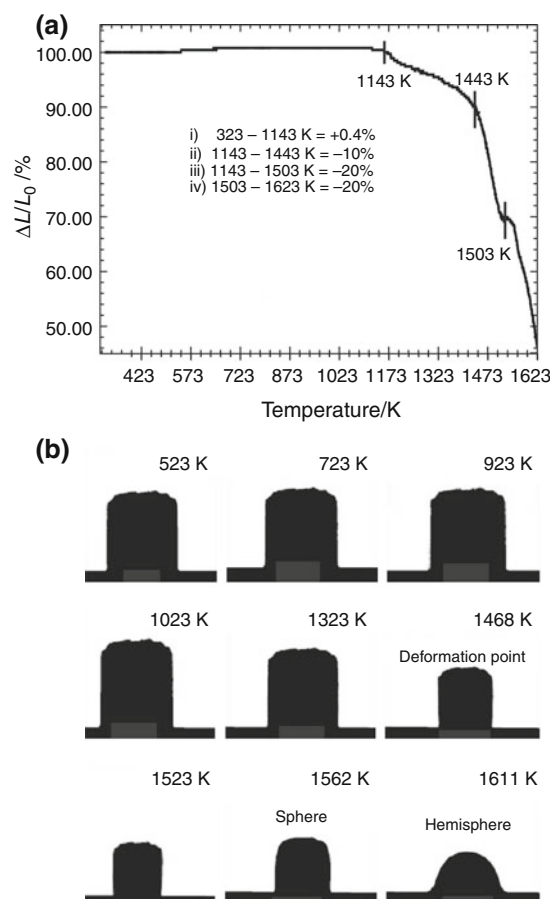 (a)
100.00
90.00
80.00
70.00
60.00
50.00
ΔL/L₀ /%
1143 K
1443 K
i) 323 – 1143 K = +0.4%
ii) 1143 – 1443 K = –10%
iii) 1143 – 1503 K = –20%
iv) 1503 – 1623 K = –20%
1503 K
423 573 723 873 1023 1173 1323 1473 1623
Temperature/K
(b)
523 K 723 K 923 K
1023 K 1323 K 1468 K
Deformation point
1523 K 1562 K 1611 K
Sphere Hemisphere